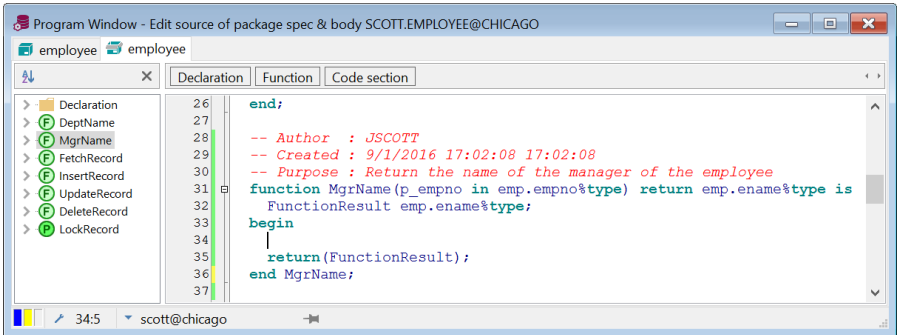 Program Window - Edit source of package spec & body SCOTT.EMPLOYEE@CHICAGO
employee employee
Declaration Function Code section
Declaration
F DeptName
F MgrName
F FetchRecord
F InsertRecord
F UpdateRecord
F DeleteRecord
P LockRecord
26 end;
27
28 -- Author  : JSCOTT
29 -- Created : 9/1/2016 17:02:08 17:02:08
30 -- Purpose : Return the name of the manager of the employee
31 function MgrName(p_empno in emp.empno%type) return emp.ename%type is
32   FunctionResult emp.ename%type;
33 begin
34
35   return(FunctionResult);
36 end MgrName;
37
34:5 scott@chicago